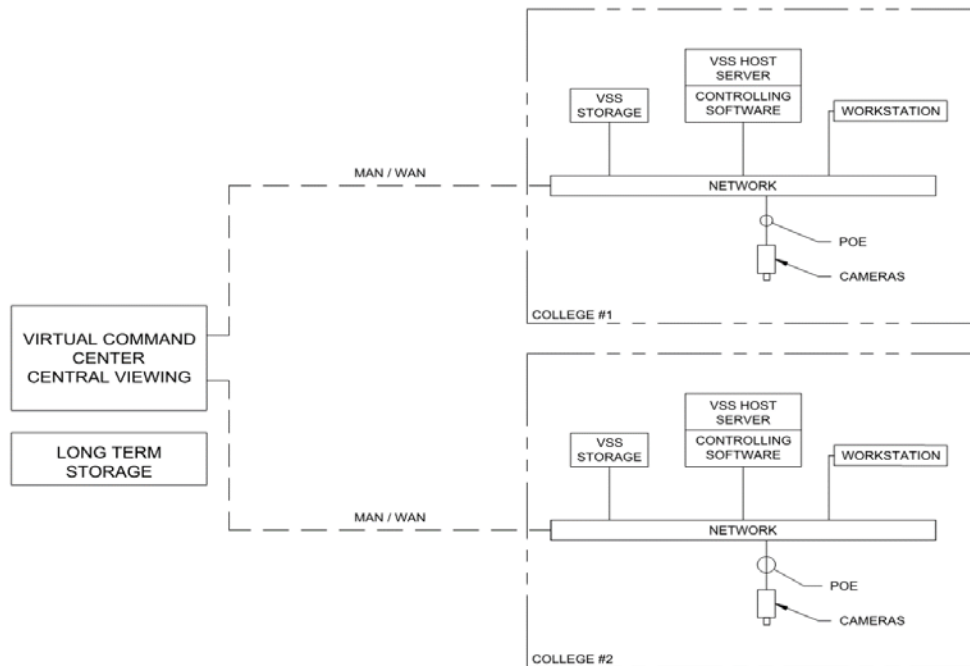 VSS HOST
SERVER
VSS
STORAGE
CONTROLLING
SOFTWARE
WORKSTATION
MAN / WAN
NETWORK
POE
CAMERAS
COLLEGE #1
VIRTUAL COMMAND
CENTER
CENTRAL VIEWING
LONG TERM
STORAGE
VSS HOST
SERVER
VSS
STORAGE
CONTROLLING
SOFTWARE
WORKSTATION
MAN / WAN
NETWORK
POE
CAMERAS
COLLEGE #2